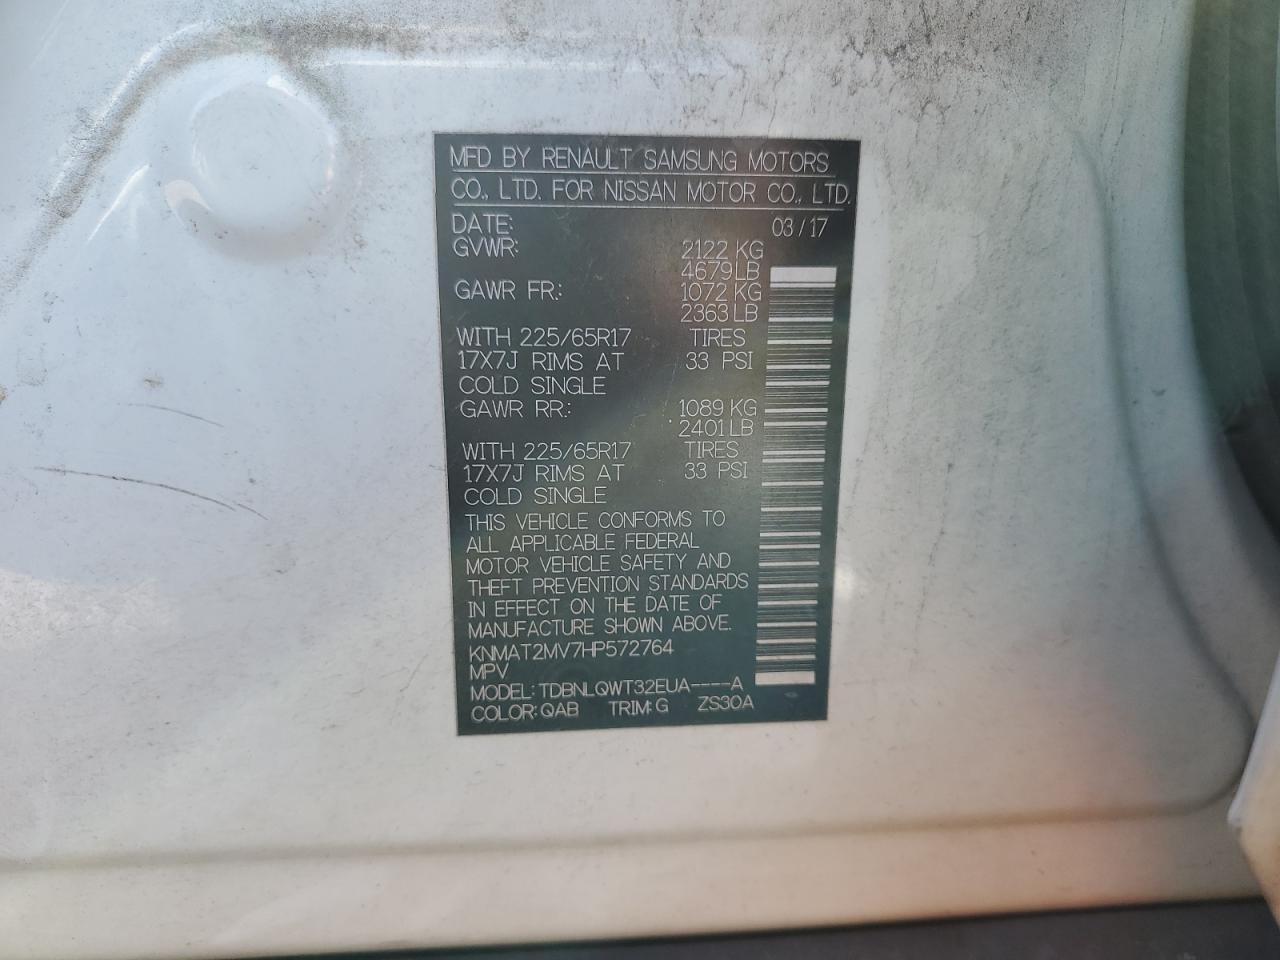 MFD BY RENAULT SAMSUNG MOTORS
CO., LTD. FOR NISSAN MOTOR CO., LTD.
DATE: 03/17
GVWR: 2122 KG
4679LB
GAWR FR.: 1072 KG
2363LB
WITH 225/65R17 TIRES
17X7J RIMS AT 33 PSI
COLD SINGLE
GAWR RR.: 1089 KG
2401LB
WITH 225/65R17 TIRES
17X7J RIMS AT 33 PSI
COLD SINGLE
THIS VEHICLE CONFORMS TO
ALL APPLICABLE FEDERAL
MOTOR VEHICLE SAFETY AND
THEFT PREVENTION STANDARDS
IN EFFECT ON THE DATE OF
MANUFACTURE SHOWN ABOVE.
KNMAT2MV7HP572764
MPV
MODEL: TDBNLQWT32EUA----A
COLOR: QAB TRIM: G ZS30A